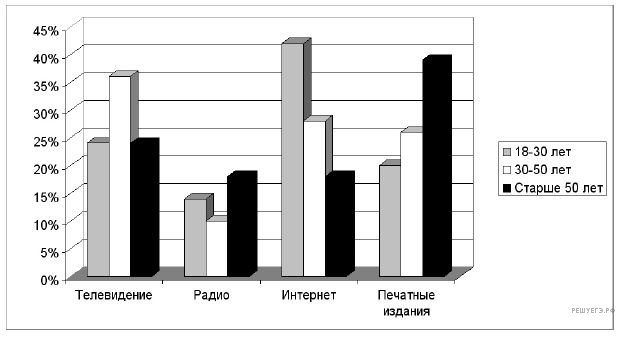 45%
40%
35%
30%
25%
20%
15%
10%
5%
0%
Телевидение
Радио
Интернет
Печатные
издания
18-30 лет
30-50 лет
Старше 50 лет
РЕШУЕГЭ.РФ